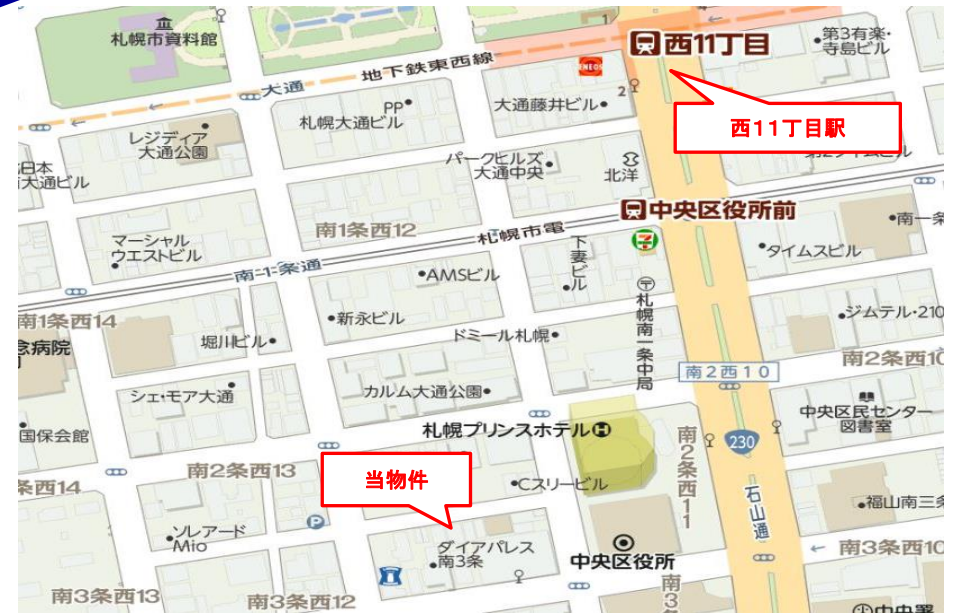 札幌市資料館
1
4
西11丁目
第3有楽・
寺島ビル
地下鉄東西線
ENEOS
大通
PP
札幌大通ビル
大通藤井ビル
2
西11丁目駅
レジディア
大通公園
日本
大通ビル
パークヒルズ
大通中央
北洋
中央区役所前
南1条西12
札幌市電
南一条
マーシャル
ウエストビル
南1条通
下妻ビル
7
タイムスビル
AMSビル
〒札幌南一条中局
南1条西14
新永ビル
ジムテル・210
念病院
堀川ビル
ドミール札幌
南2西10
南2条西10
シェ・モア大通
カルム大通公園
中央区民センター
図書室
国保会館
札幌プリンスホテル
H
南2条西11
230
南2条西13
当物件
条西14
Cスリービル
石山通
福山南三条
ソレアード
Mio
P
ダイアパレス
南3条
中央区役所
南3条西10
南3条西13
南3条西12
南3
中央署